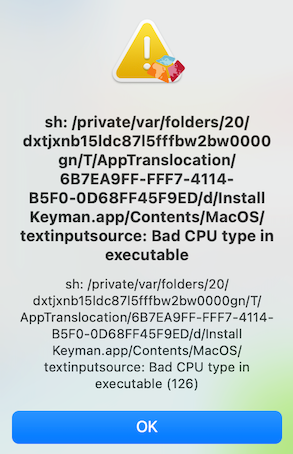 sh: /private/var/folders/20/
dxtjxnb15ldc87l5fffbw2bw0000
gn/T/AppTranslocation/
6B7EA9FF-FFF7-4114-
B5F0-0D68FF45F9ED/d/Install
Keyman.app/Contents/MacOS/
textinputsource: Bad CPU type in
executable
sh: /private/var/folders/20/
dxtjxnb15ldc87l5fffbw2bw0000gn/T/
AppTranslocation/6B7EA9FF-FFF7-4114-
B5F0-0D68FF45F9ED/d/Install
Keyman.app/Contents/MacOS/
textinputsource: Bad CPU type in
executable (126)
OK